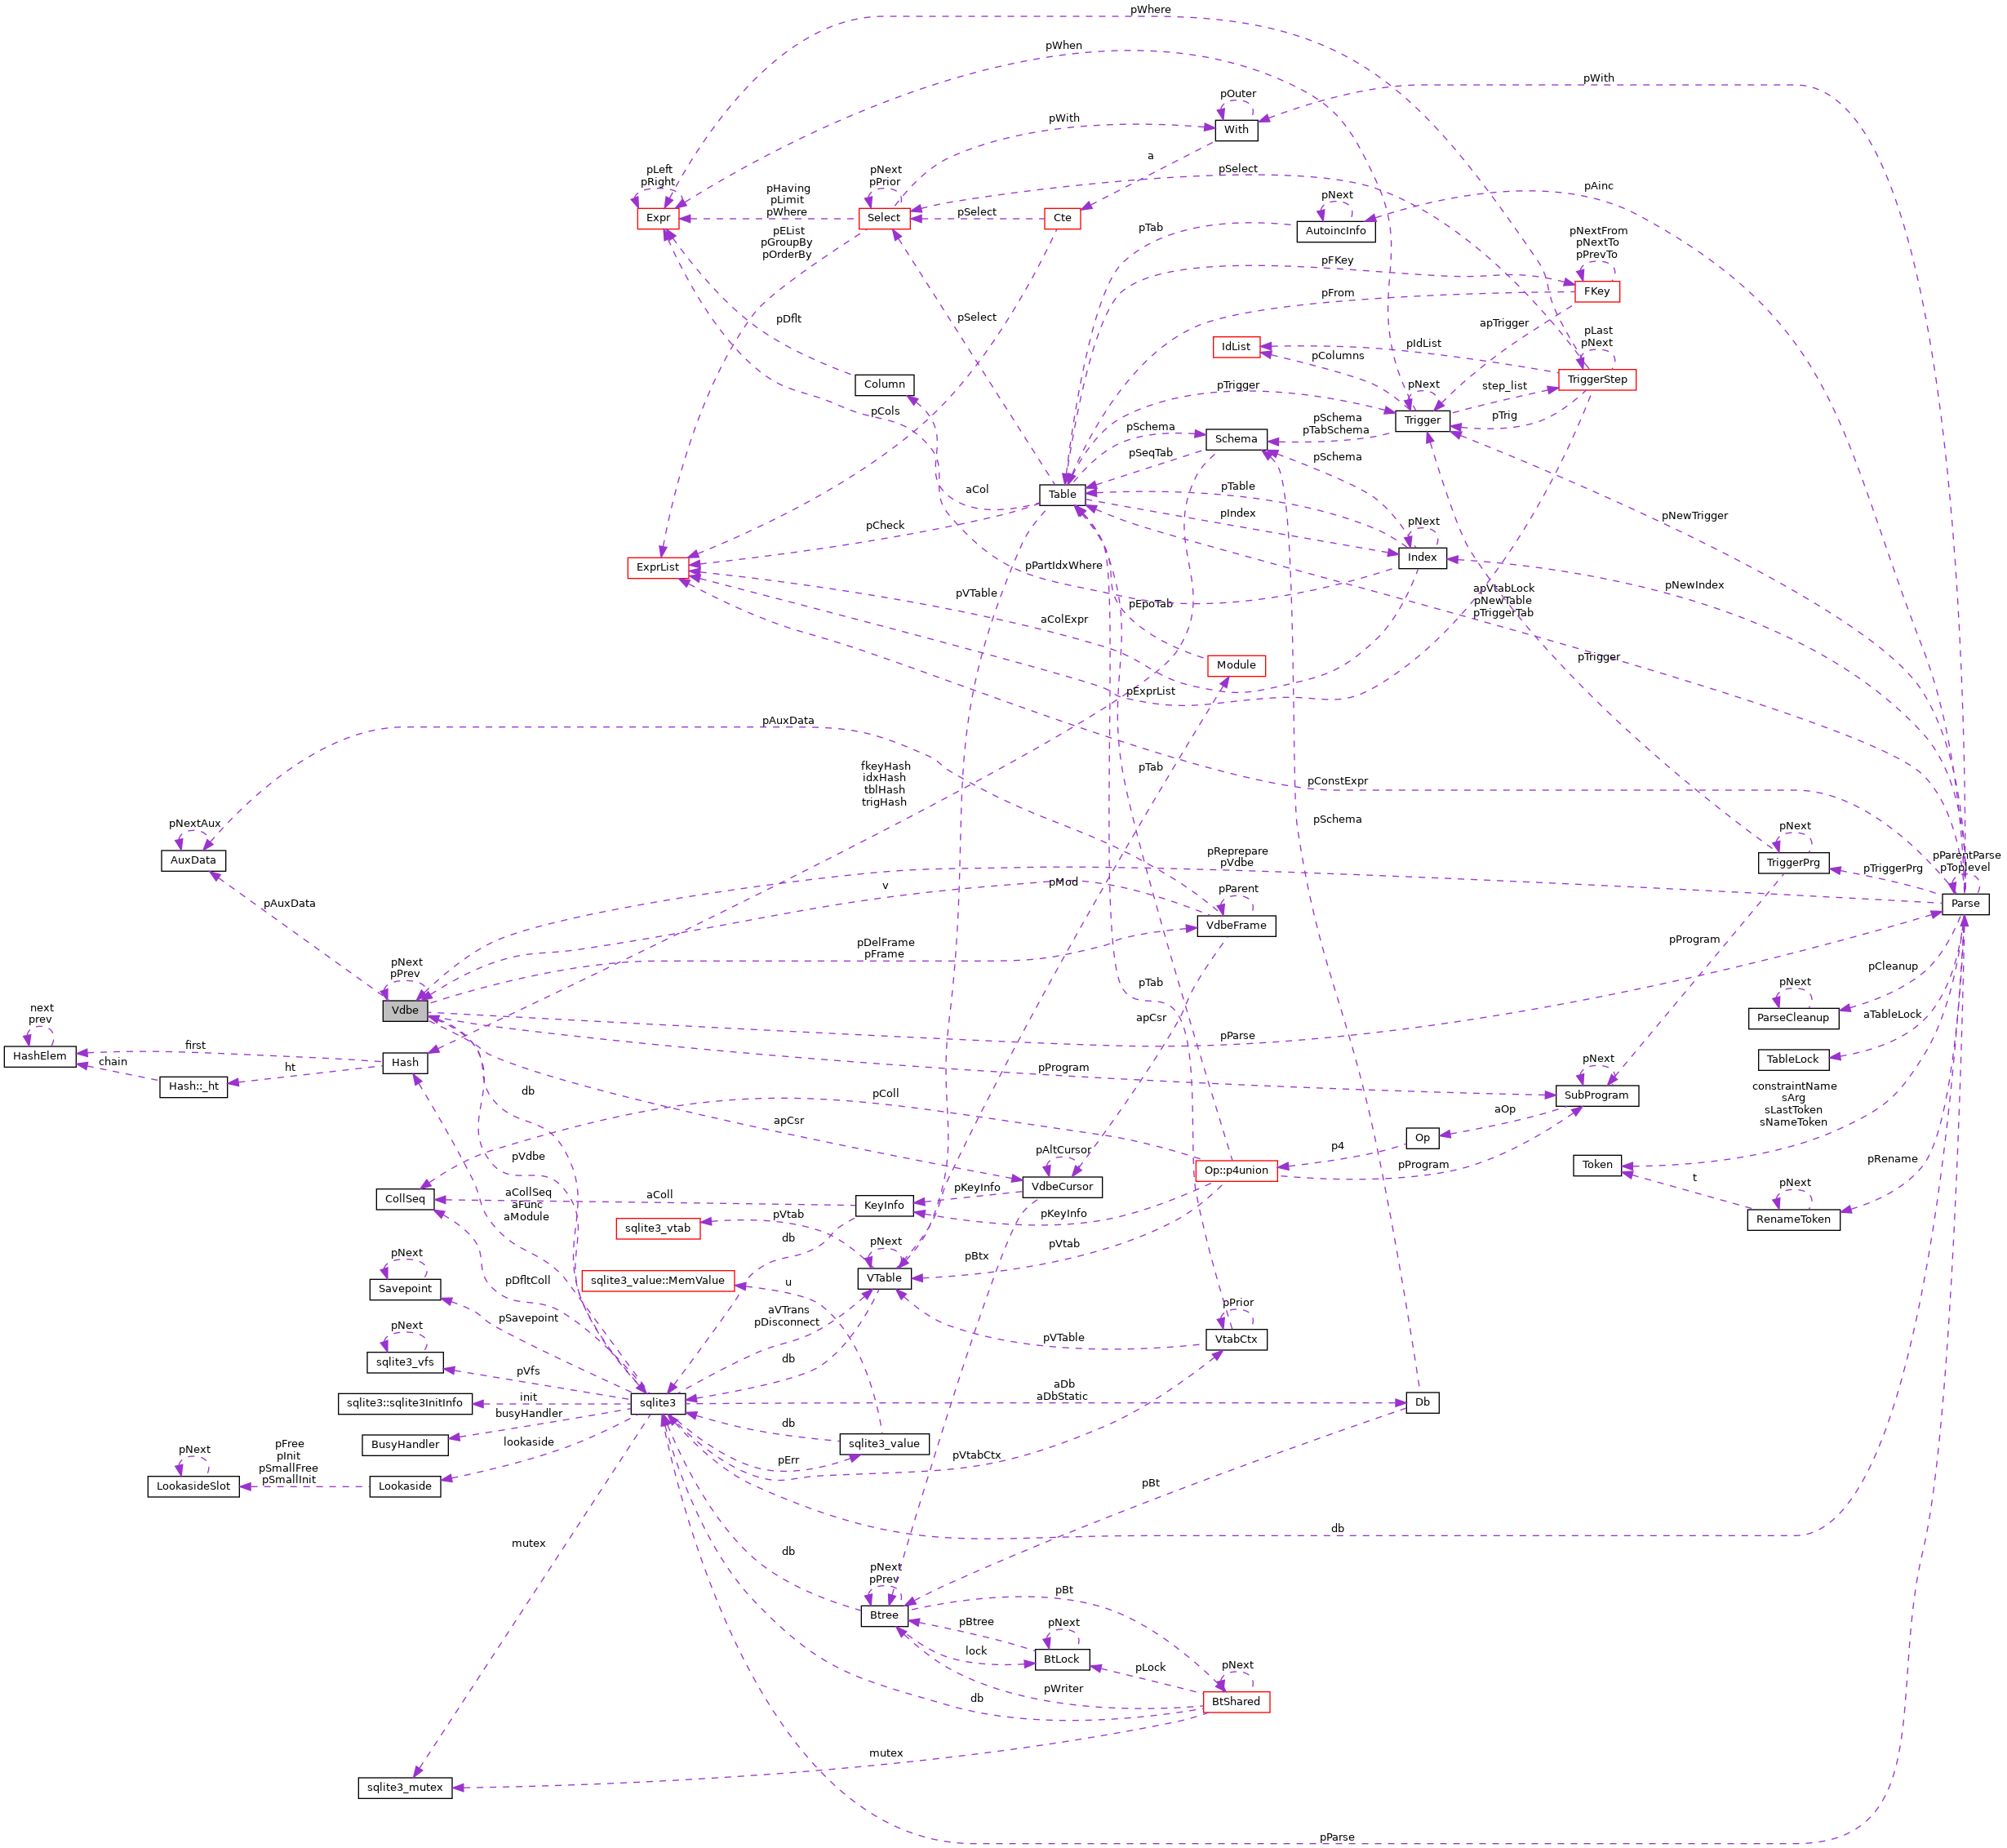 pWhere
pWhen
pWith
pOuter
pWith
With
a
pLeft
pRight
pHaving
pLimit
pWhere
pNext
pPrior
pSelect
pSelect
pAinc
pNext
Expr
Select
Cte
AutoincInfo
pEList
pGroupBy
pOrderBy
pTab
pNextFrom
pNextTo
pPrevTo
pFKey
FKey
pFrom
pDflt
pSelect
apTrigger
pLast
pNext
IdList
pIdList
pColumns
Column
pTrigger
pNext
step_list
TriggerStep
pCols
pTrig
Trigger
pSchema
pSchema
pTabSchema
Schema
pSeqTab
pSchema
aCol
Table
pTable
pIndex
pNewTrigger
pCheck
pNext
Index
ExprList
pPartIdxWhere
pVTable
pEpoTab
aColExpr
apVtabLock
pNewTable
pTriggerTab
pNewIndex
pTrigger
Module
pExprList
pAuxData
fkeyHash
idxHash
tblHash
trigHash
pTab
pConstExpr
pNextAux
AuxData
pSchema
pReprepare
pVdbe
pNext
TriggerPrg
pTriggerPrg
pParentParse
pToplevel
Parse
v
pMod
pParent
pAuxData
VdbeFrame
pDelFrame
pFrame
pProgram
pNext
pPrev
Vdbe
pTab
apCsr
pCleanup
pNext
ParseCleanup
next
prev
HashElem
first
chain
Hash::_ht
ht
Hash
pParse
aTableLock
TableLock
db
pProgram
pNext
SubProgram
pColl
constraintName
sArg
sLastToken
sNameToken
aOp
apCsr
Op
pVdbe
pAltCursor
p4
Op::p4union
pProgram
Token
pRename
t
pNext
RenameToken
CollSeq
aCollSeq
aFunc
aModule
aColl
pKeyInfo
VdbeCursor
KeyInfo
pKeyInfo
sqlite3_vtab
pVtab
db
pNext
pBtx
pVtab
pNext
Savepoint
pDfltColl
sqlite3_value::MemValue
u
VTable
pSavepoint
aVTrans
pDisconnect
pPrior
VtabCtx
pVTable
pNext
sqlite3_vfs
pVfs
db
sqlite3::sqlite3InitInfo
init
sqlite3
aDb
aDbStatic
Db
busyHandler
BusyHandler
db
sqlite3_value
lookaside
pErr
pVtabCtx
pNext
LookasideSlot
pFree
pInit
pSmallFree
pSmallInit
Lookaside
pBt
db
mutex
db
pNext
pPrev
Btree
pBt
pBtree
pNext
lock
BtLock
pLock
pNext
BtShared
pWriter
db
mutex
sqlite3_mutex
pParse